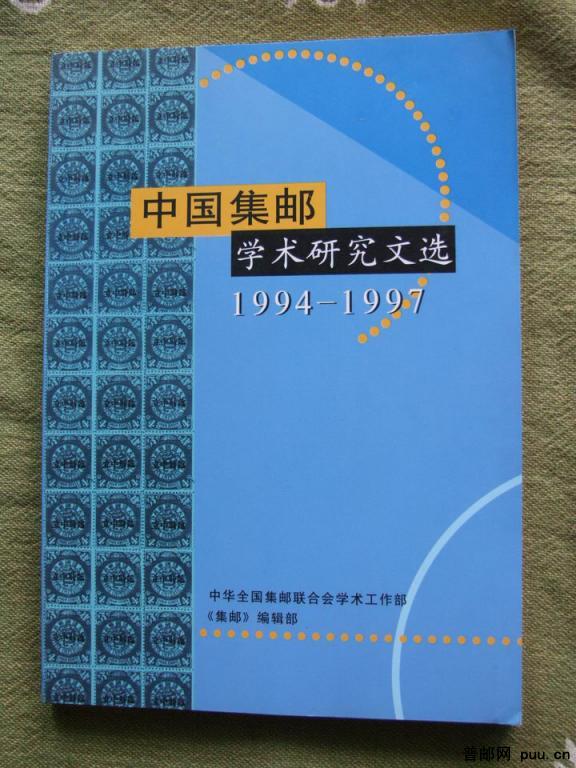 中国集邮
学术研究文选
1994－1997
中华全国集邮联合会学术工作部
《集邮》编辑部
普邮网 puu.cn